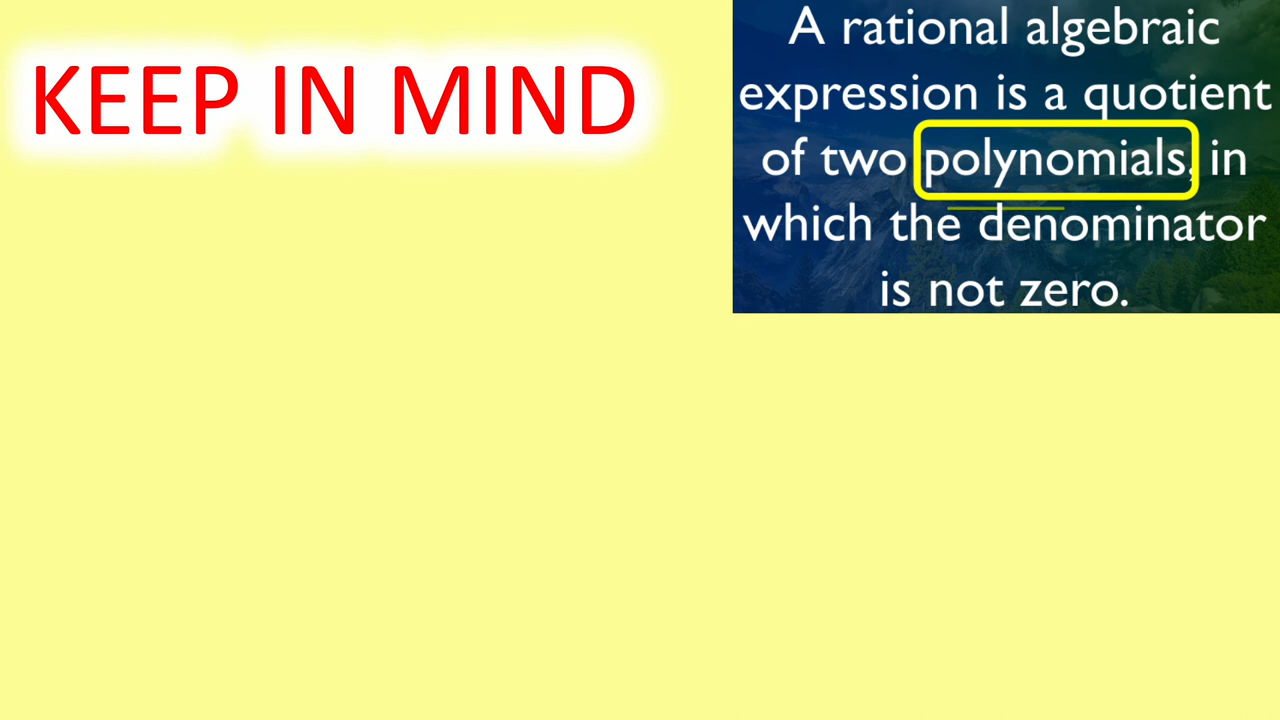 KEEP IN MIND
A rational algebraic
expression is a quotient
of two polynomials, in
which the denominator
is not zero.